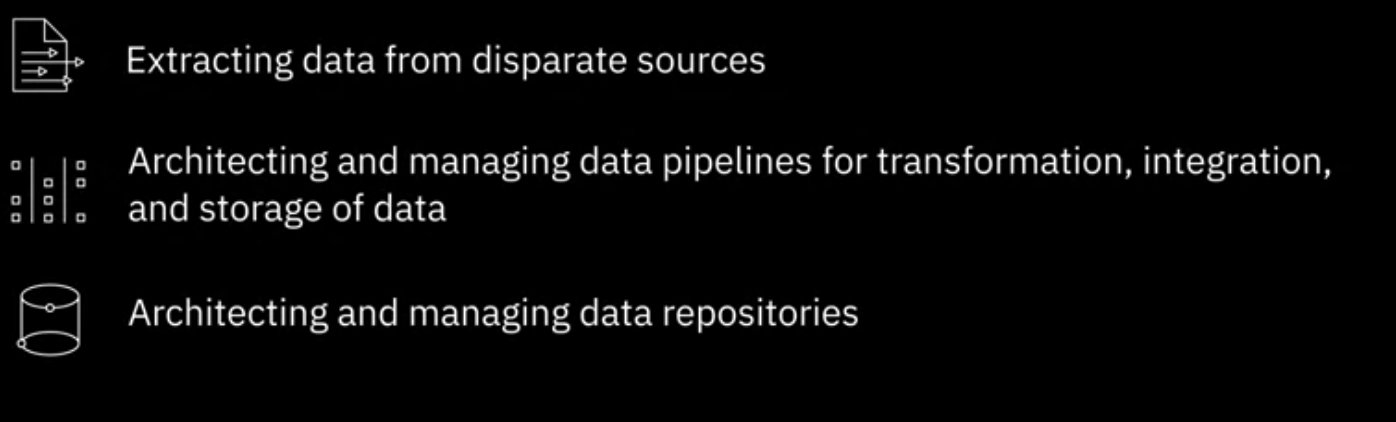 Extracting data from disparate sources
Architecting and managing data pipelines for transformation, integration,
and storage of data
Architecting and managing data repositories